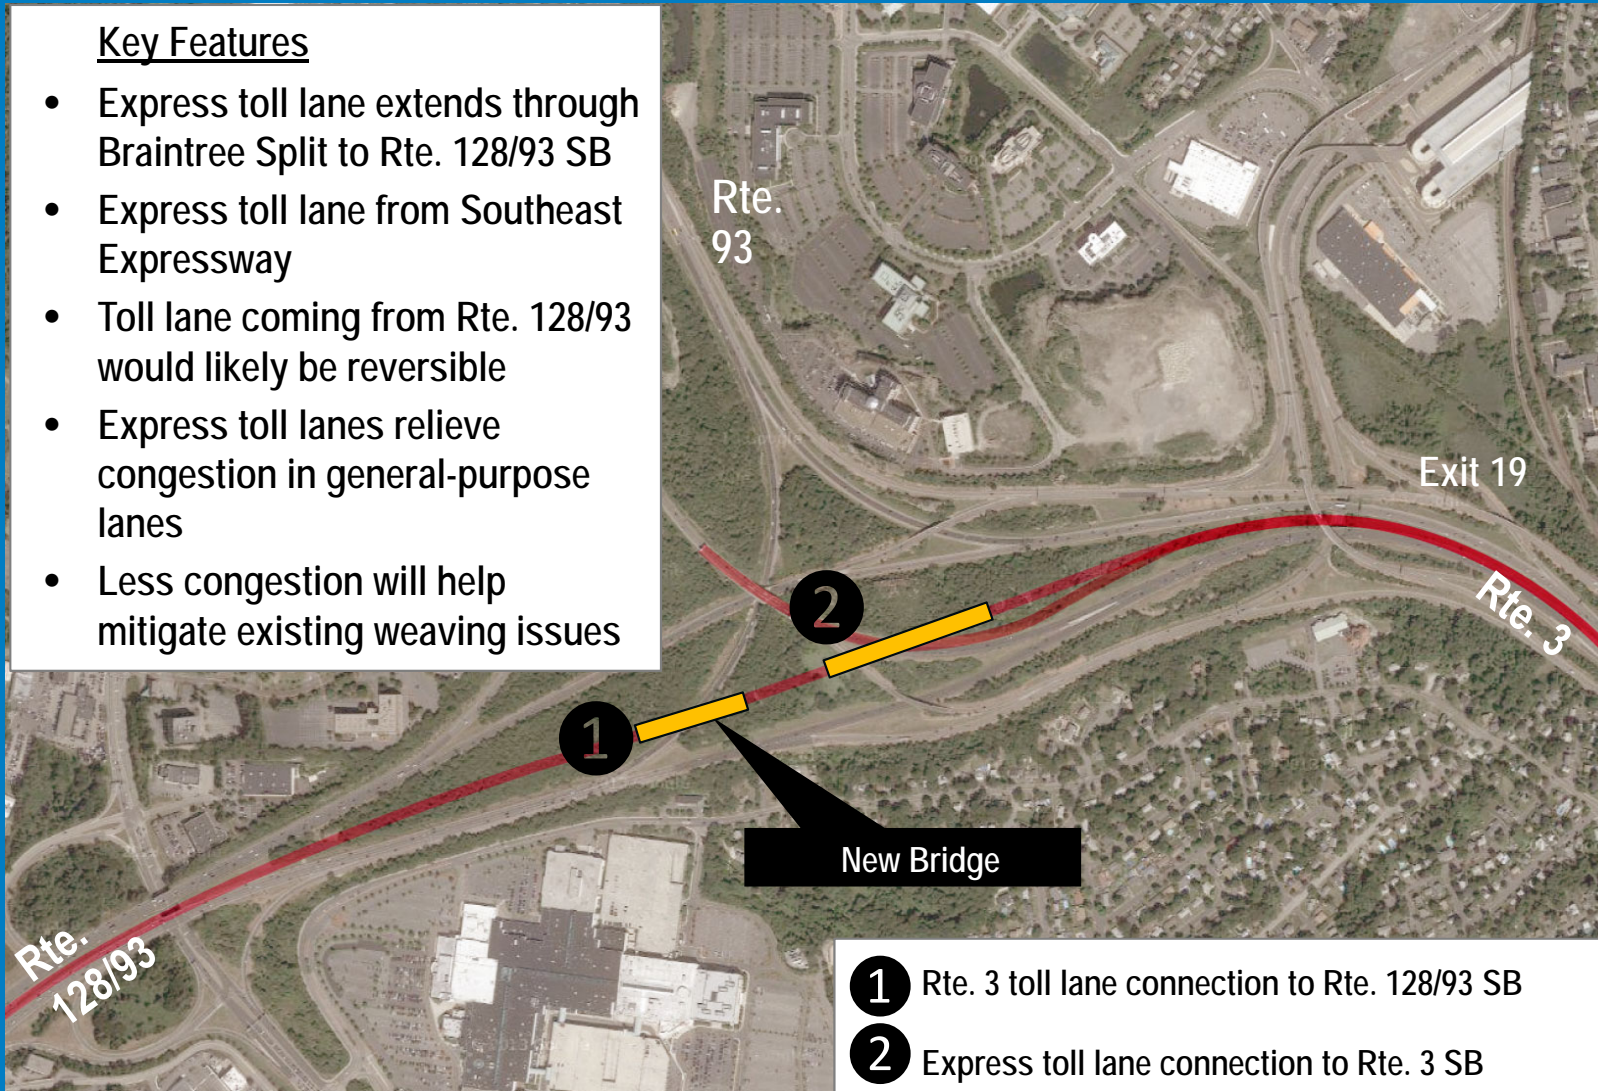 Key Features
• Express toll lane extends through
Braintree Split to Rte. 128/93 SB
• Express toll lane from Southeast
Expressway
• Toll lane coming from Rte. 128/93
would likely be reversible
• Express toll lanes relieve
congestion in general-purpose
lanes
• Less congestion will help
mitigate existing weaving issues
Rte.
93
Exit 19
Rte. 3
2
1
New Bridge
Rte.
128/93
1 Rte. 3 toll lane connection to Rte. 128/93 SB
2 Express toll lane connection to Rte. 3 SB